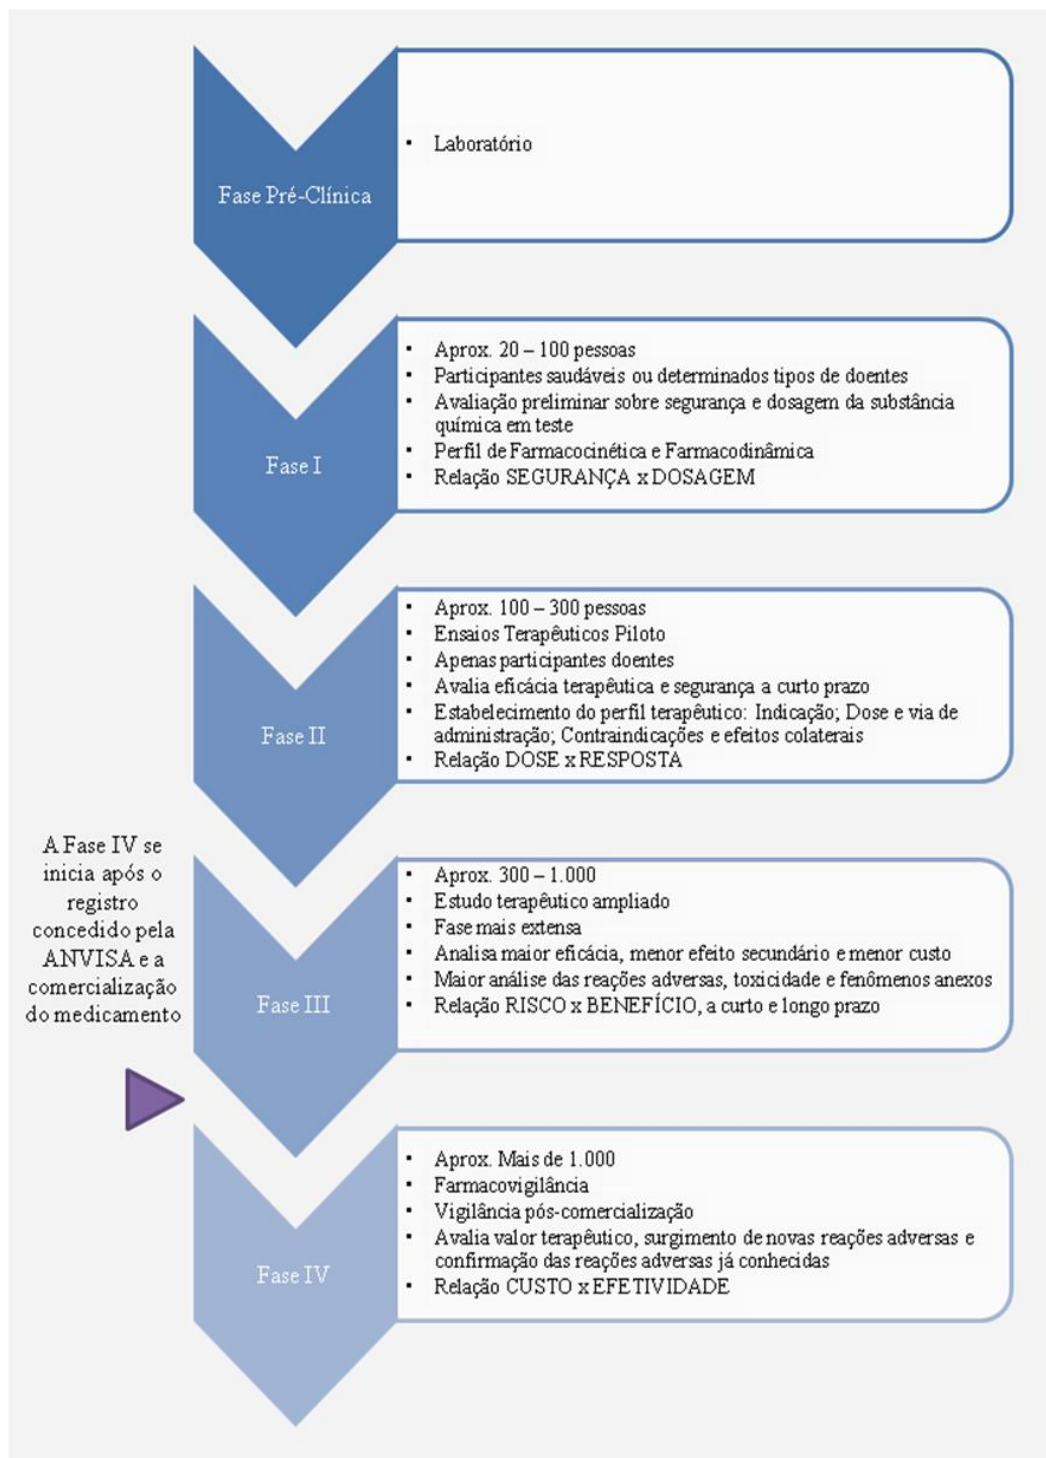 Fase Pré-Clínica
▪ Laboratório
Fase I
▪ Aprox. 20 – 100 pessoas
▪ Participantes saudáveis ou determinados tipos de doentes
▪ Avaliação preliminar sobre segurança e dosagem da substância
química em teste
▪ Perfil de Farmacocinética e Farmacodinâmica
▪ Relação SEGURANÇA x DOSAGEM
Fase II
▪ Aprox. 100 – 300 pessoas
▪ Ensaios Terapêuticos Piloto
▪ Apenas participantes doentes
▪ Avalia eficácia terapêutica e segurança a curto prazo
▪ Estabelecimento do perfil terapêutico: Indicação; Dose e via de
administração; Contraindicações e efeitos colaterais
▪ Relação DOSE x RESPOSTA
A Fase IV se
inicia após o
registro
concedido pela
ANVISA e a
comercialização
do medicamento
Fase III
▪ Aprox. 300 – 1.000
▪ Estudo terapêutico ampliado
▪ Fase mais extensa
▪ Analisa maior eficácia, menor efeito secundário e menor custo
▪ Maior análise das reações adversas, toxicidade e fenômenos anexos
▪ Relação RISCO x BENEFÍCIO, a curto e longo prazo
Fase IV
▪ Aprox. Mais de 1.000
▪ Farmacovigilância
▪ Vigilância pós-comercialização
▪ Avalia valor terapêutico, surgimento de novas reações adversas e
confirmação das reações adversas já conhecidas
▪ Relação CUSTO x EFETIVIDADE